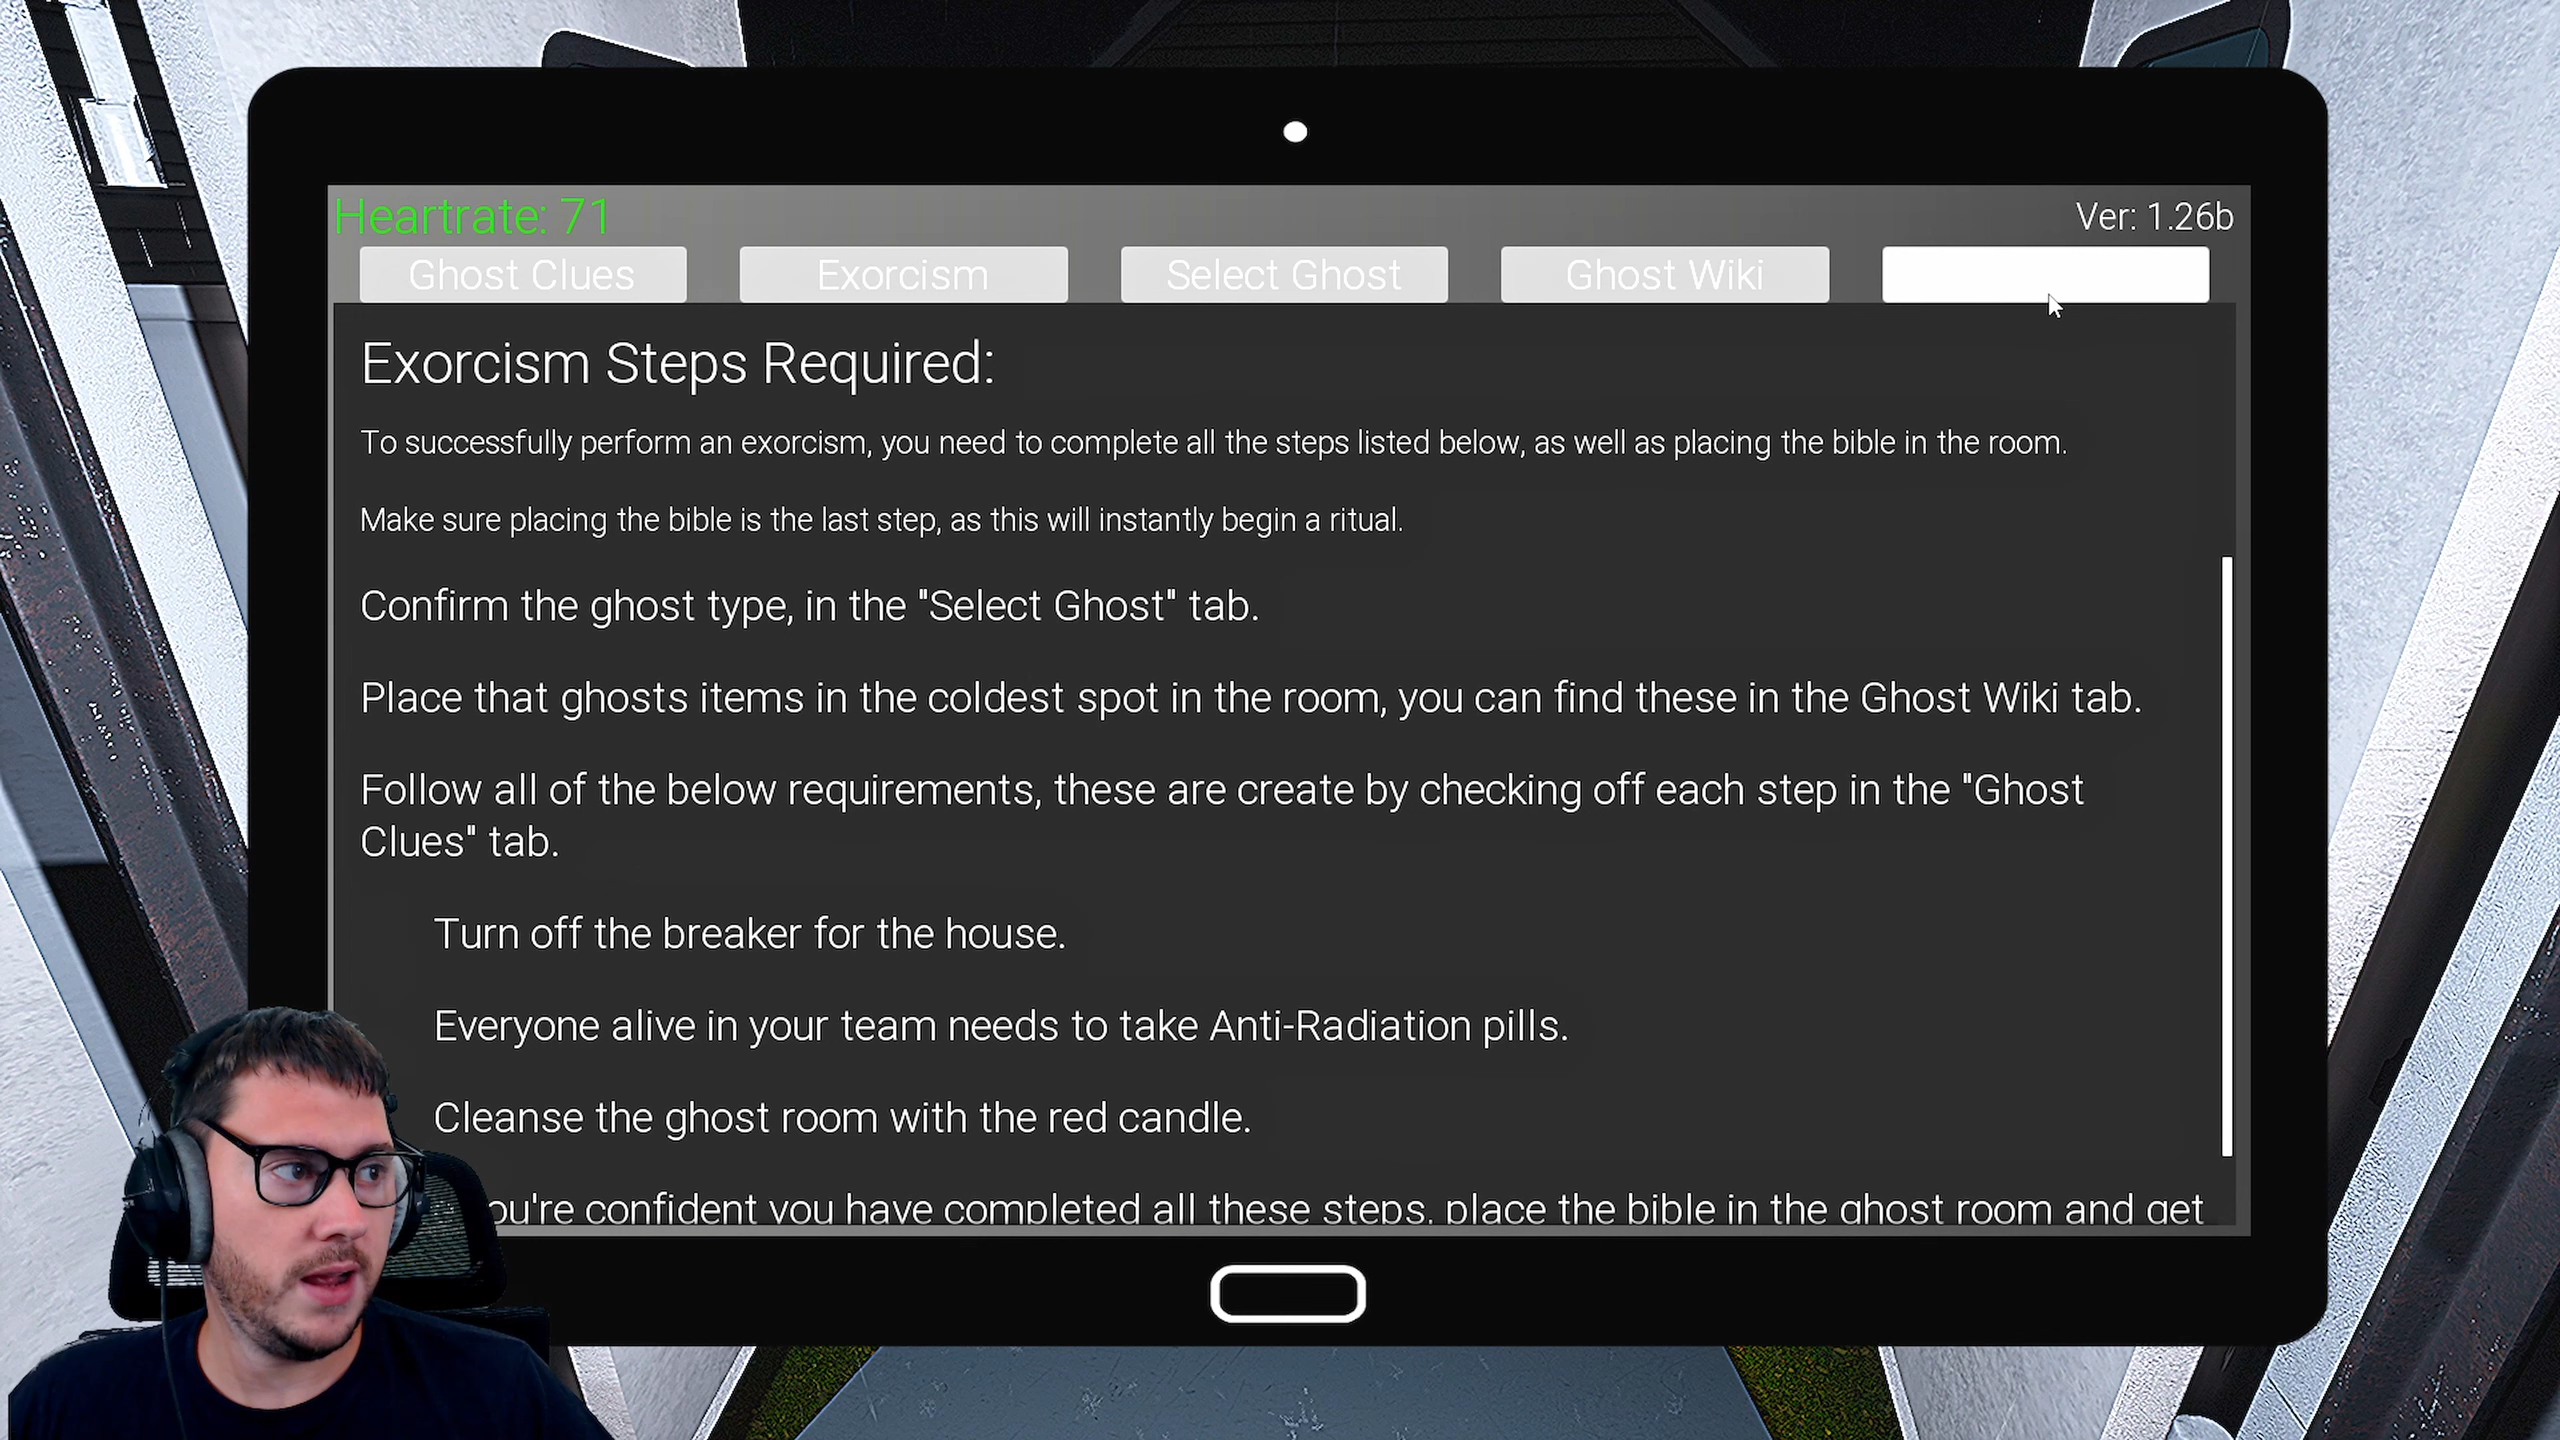 Heartrate: 71
Ver: 1.26b
Ghost Clues
Exorcism
Select Ghost
Ghost Wiki
Exorcism Steps Required:
To successfully perform an exorcism, you need to complete all the steps listed below, as well as placing the bible in the room.
Make sure placing the bible is the last step, as this will instantly begin a ritual.
Confirm the ghost type, in the "Select Ghost" tab.
Place that ghosts items in the coldest spot in the room, you can find these in the Ghost Wiki tab.
Follow all of the below requirements, these are create by checking off each step in the "Ghost
Clues" tab.
Turn off the breaker for the house.
Everyone alive in your team needs to take Anti-Radiation pills.
Cleanse the ghost room with the red candle.
ou're confident you have completed all these steps, place the bible in the ghost room and get